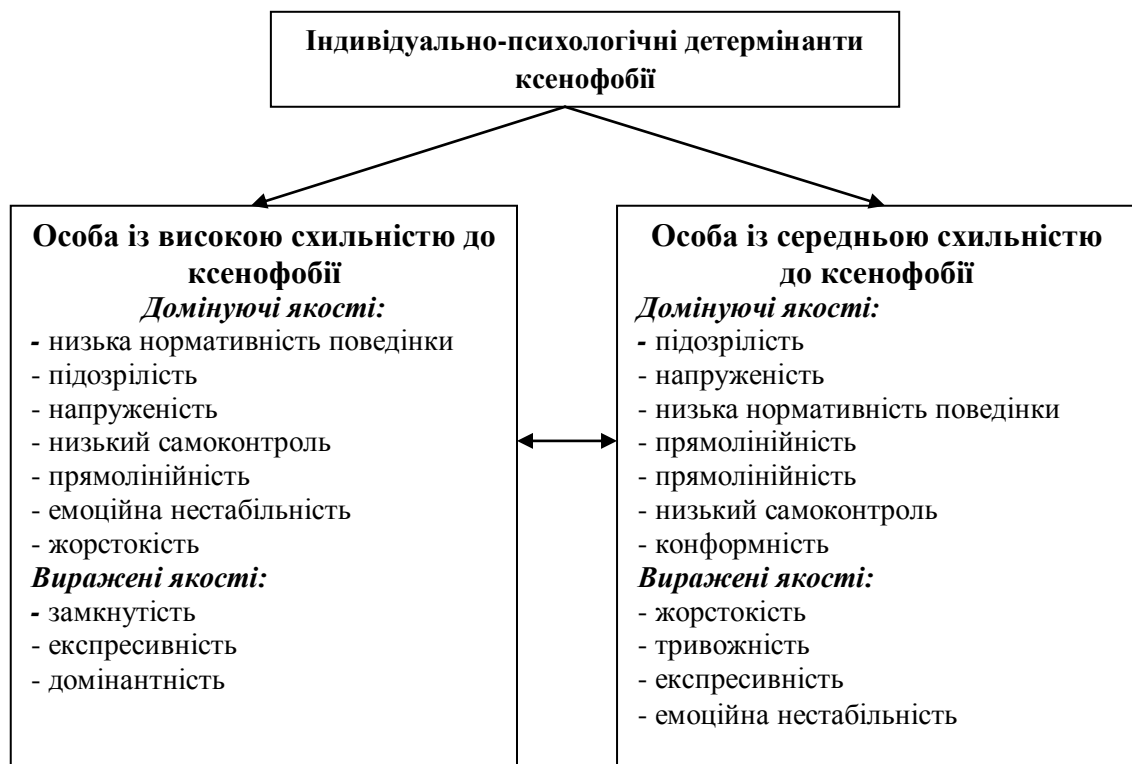 Індивідуально-психологічні детермінанти
ксенофобії
Особа із високою схильністю до
ксенофобії
Домінуючі якості:
- низька нормативність поведінки
- підозрілість
- напруженість
- низький самоконтроль
- прямолінійність
- емоційна нестабільність
- жорстокість
Виражені якості:
- замкнутість
- експресивність
- домінантність
Особа із середньою схильністю
до ксенофобії
Домінуючі якості:
- підозрілість
- напруженість
- низька нормативність поведінки
- прямолінійність
- прямолінійність
- низький самоконтроль
- конформність
Виражені якості:
- жорстокість
- тривожність
- експресивність
- емоційна нестабільність